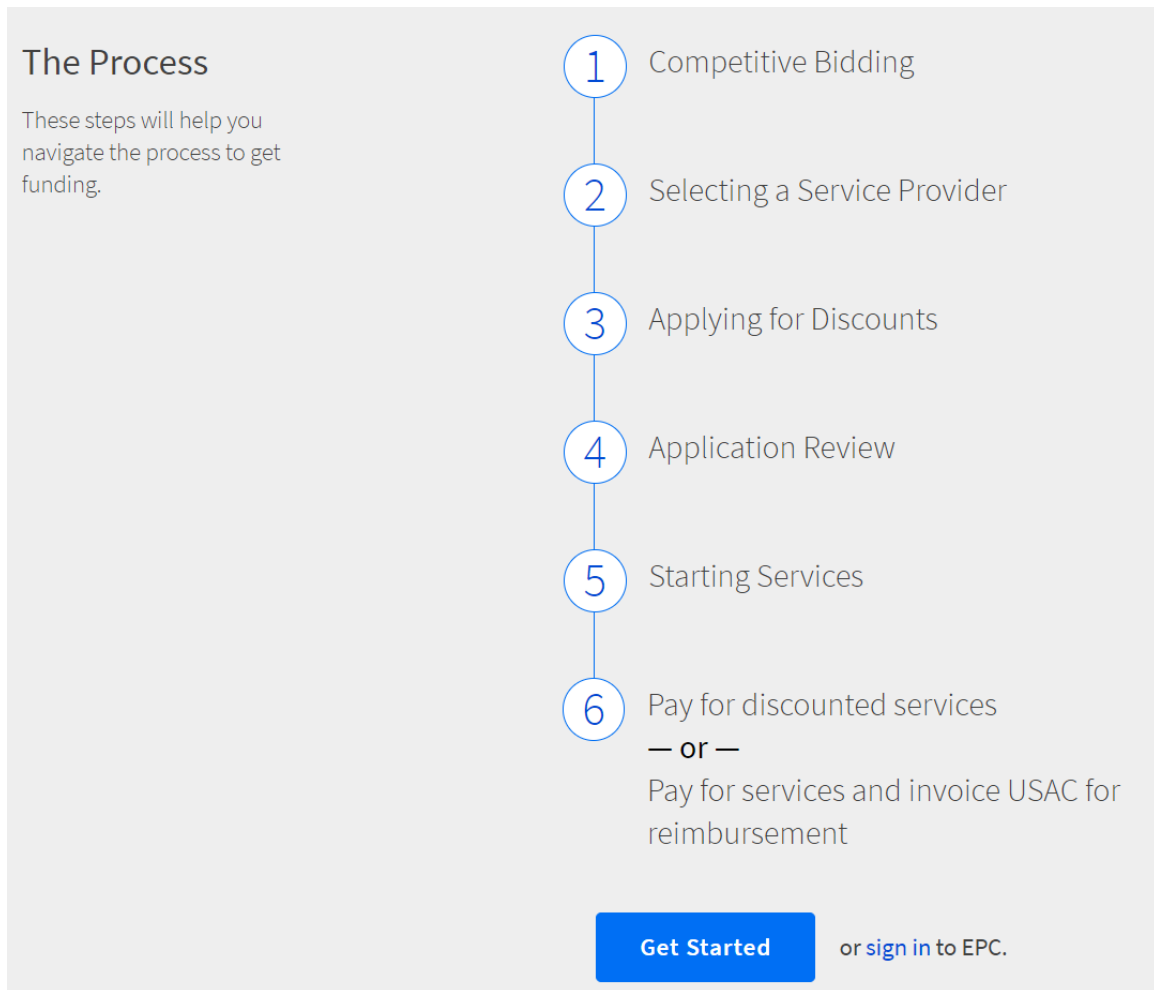 The Process
These steps will help you
navigate the process to get
funding.
1 Competitive Bidding
2 Selecting a Service Provider
3 Applying for Discounts
4 Application Review
5 Starting Services
6 Pay for discounted services
— or —
Pay for services and invoice USAC for
reimbursement
Get Started or sign in to EPC.